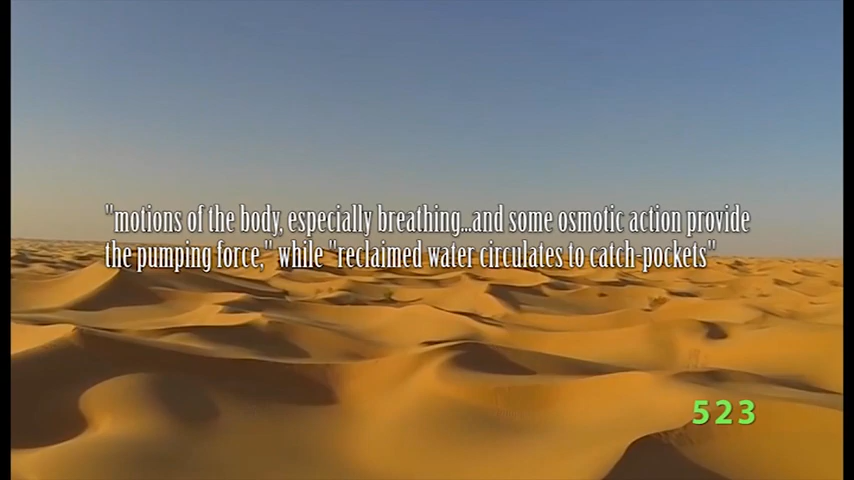 "motions of the body, especially breathing...and some osmotic action provide
the pumping force," while "reclaimed water circulates to catch-pockets"
523